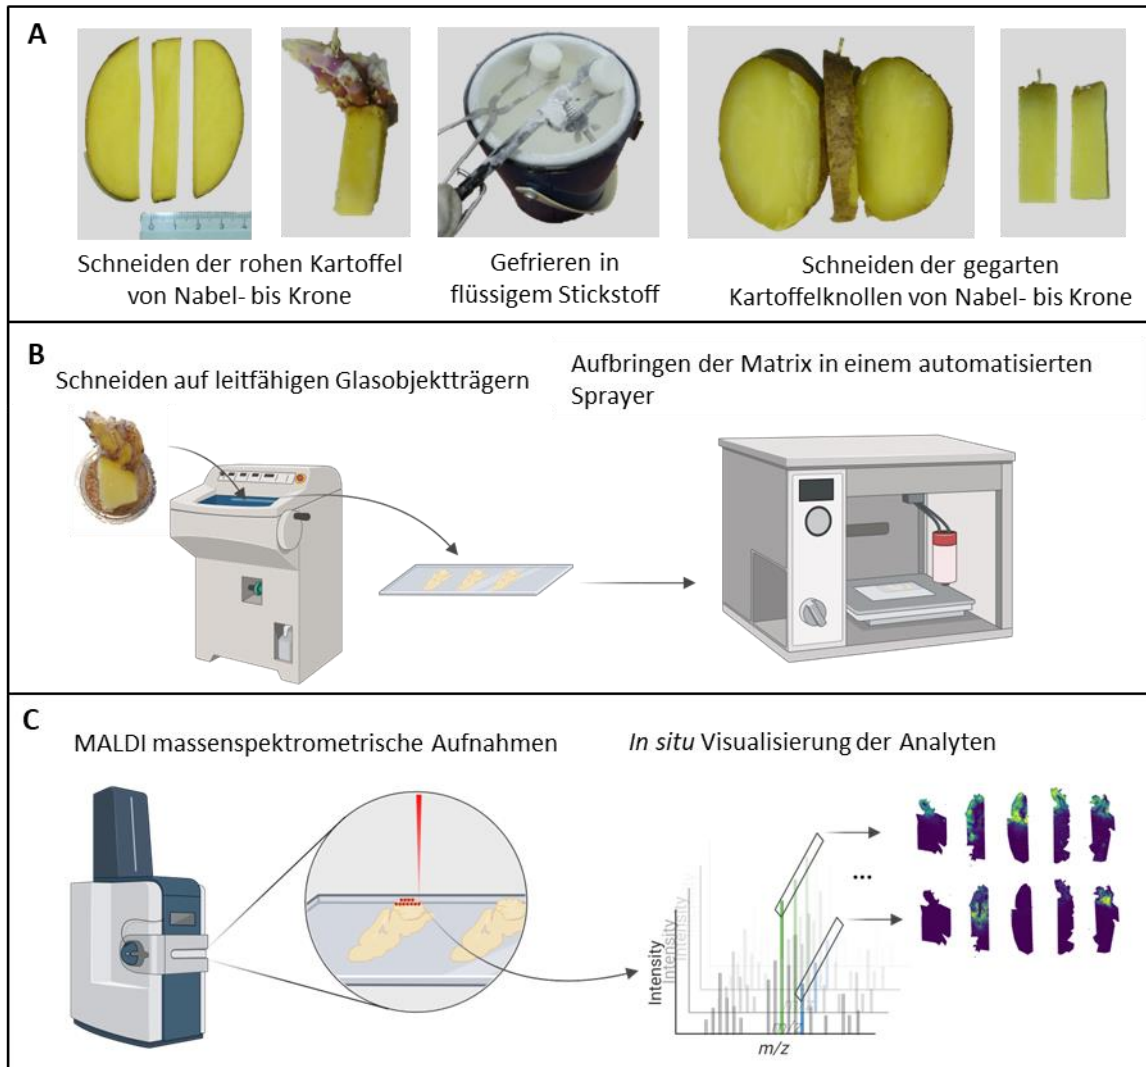 A
Schneiden der rohen Kartoffel
von Nabel- bis Krone
Gefrieren in
flüssigem Stickstoff
Schneiden der gegarten
Kartoffelknollen von Nabel- bis Krone
B
Schneiden auf leitfähigen Glasobjektträgern
Aufbringen der Matrix in einem automatisierten
Sprayer
C
MALDI massenspektrometrische Aufnahmen
In situ Visualisierung der Analyten
...
Intensity
Intensity
Intensity
m/z
m/z